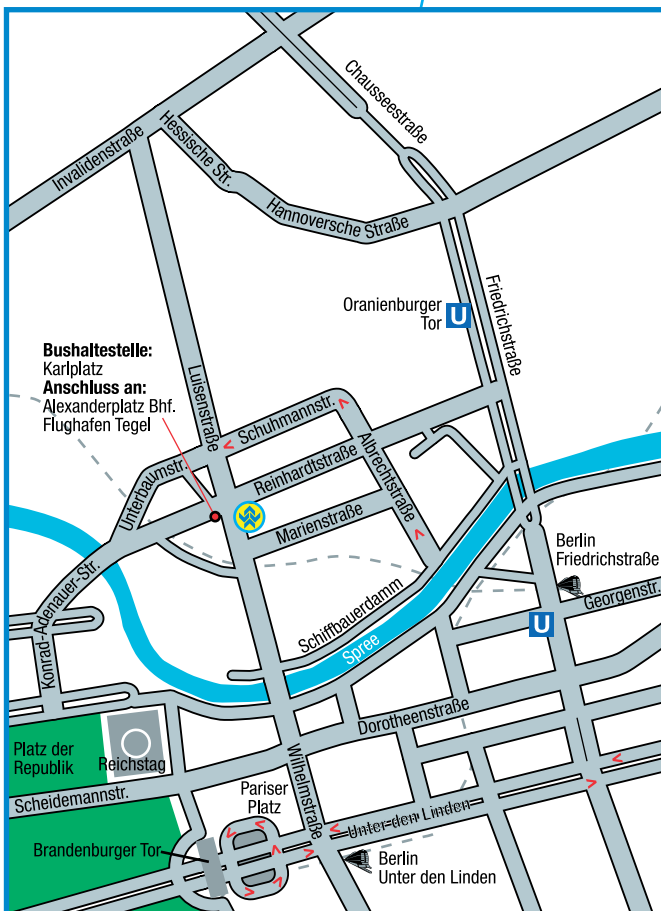 Chausseestraße
Invalidenstraße
Hessische Str.
Hannoversche Straße
Oranienburger
Tor
U
Friedrichstraße
Bushaltestelle:
Karlplatz
Anschluss an:
Alexanderplatz Bhf.
Flughafen Tegel
Luisenstraße
Schuhmannstr.
Unterbaumstr.
Reinhardtstraße
Albrechtstraße
Marienstraße
Konrad-Adenauer-Str.
Schiffbauerdamm
Spree
Berlin
Friedrichstraße
Georgenstr.
U
Dorotheenstraße
Platz der
Republik
Reichstag
Scheidemannstr.
Wilhelmstraße
Pariser
Platz
Unter den Linden
Brandenburger Tor
Berlin
Unter den Linden